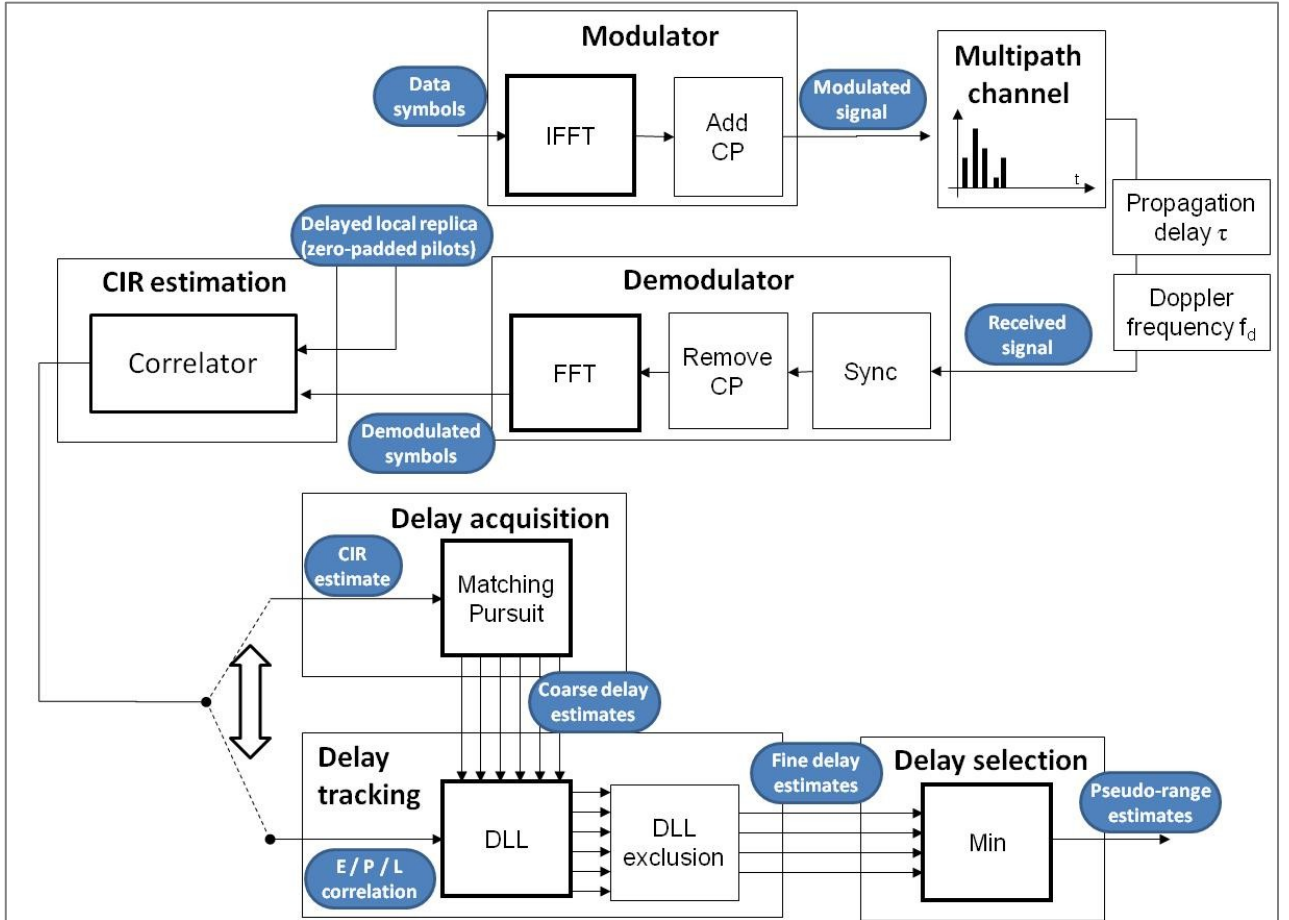 Modulator
Data
symbols
IFFT
Add
CP
Modulated
signal
Multipath
channel
t
Propagation
delay τ
Doppler
frequency f_d
Received
signal
Demodulator
Sync
Remove
CP
FFT
Demodulated
symbols
Delayed local replica
(zero-padded pilots)
CIR estimation
Correlator
Delay acquisition
CIR
estimate
Matching
Pursuit
Coarse delay
estimates
Delay
tracking
DLL
E / P / L
correlation
DLL
exclusion
Fine delay
estimates
Delay selection
Min
Pseudo-range
estimates